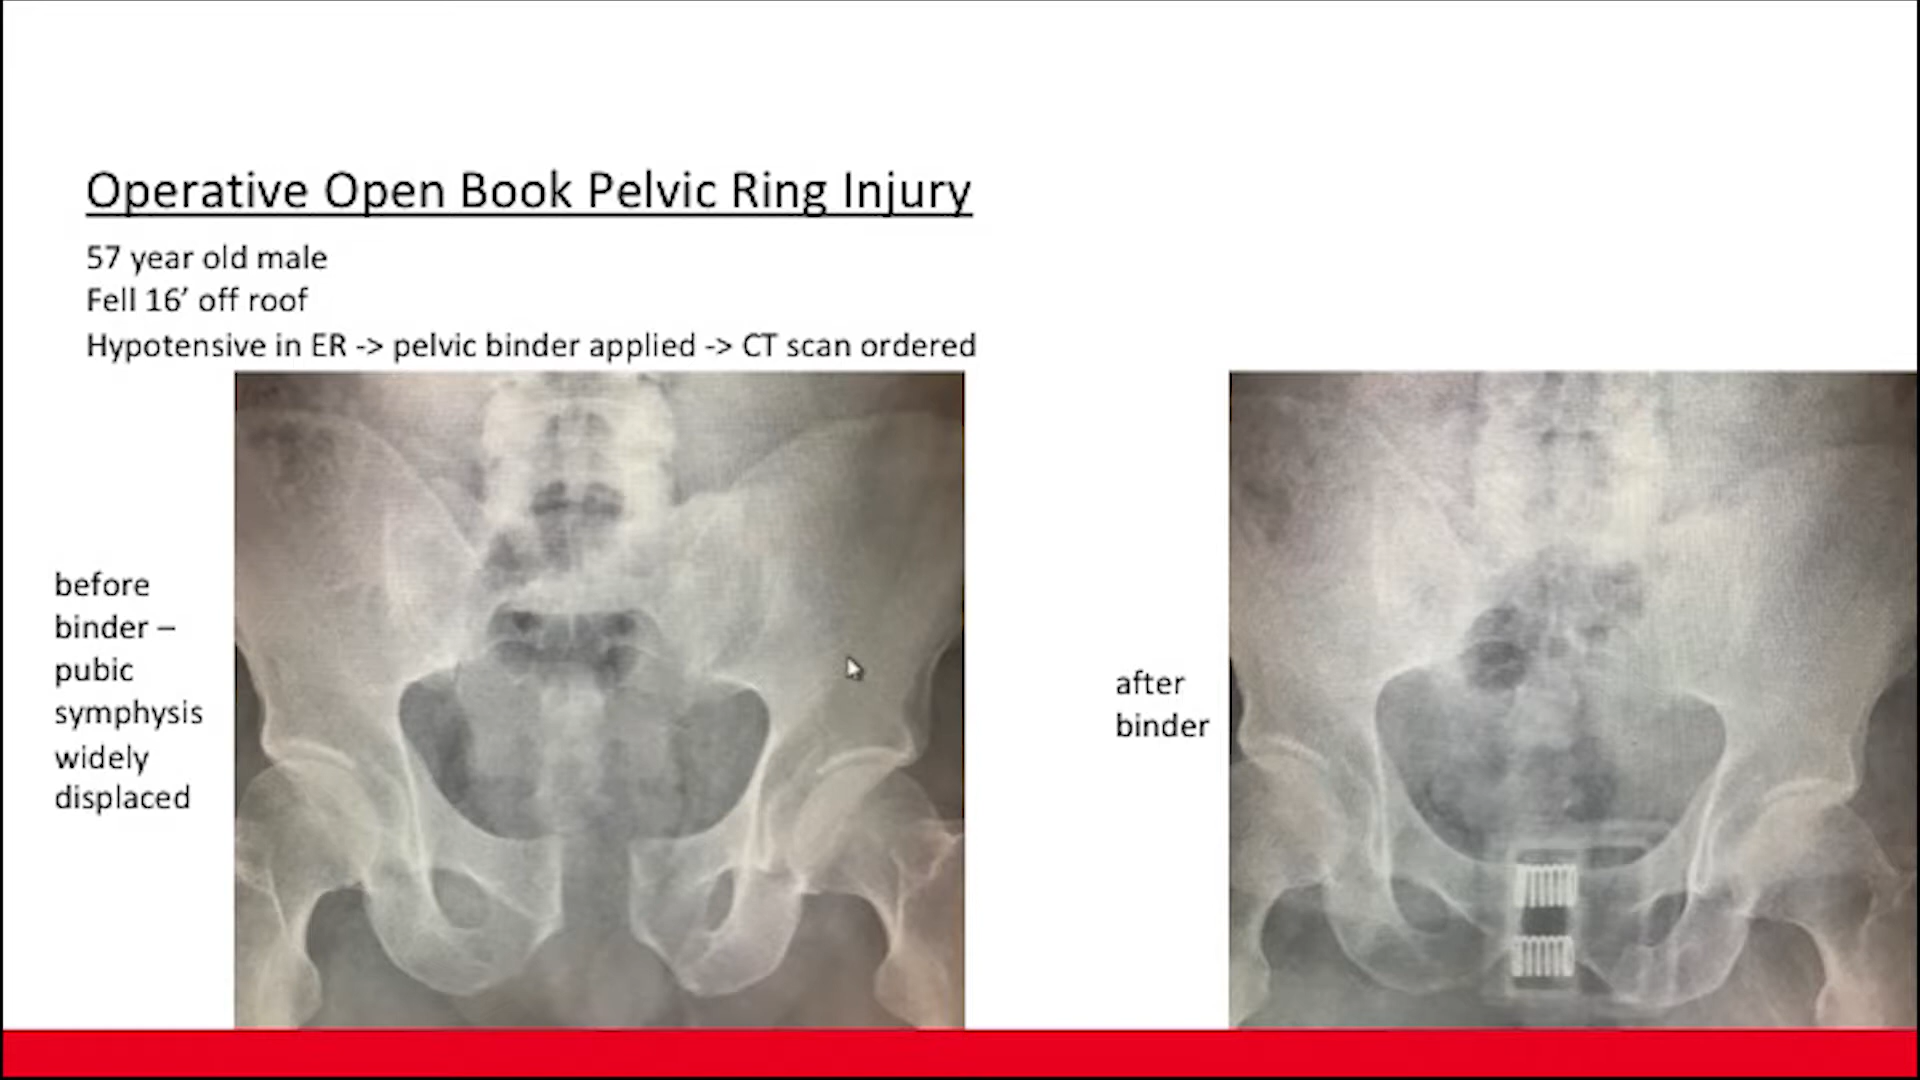 Operative Open Book Pelvic Ring Injury
57 year old male
Fell 16’ off roof
Hypotensive in ER -> pelvic binder applied -> CT scan ordered
before
binder –
pubic
symphysis
widely
displaced
after
binder